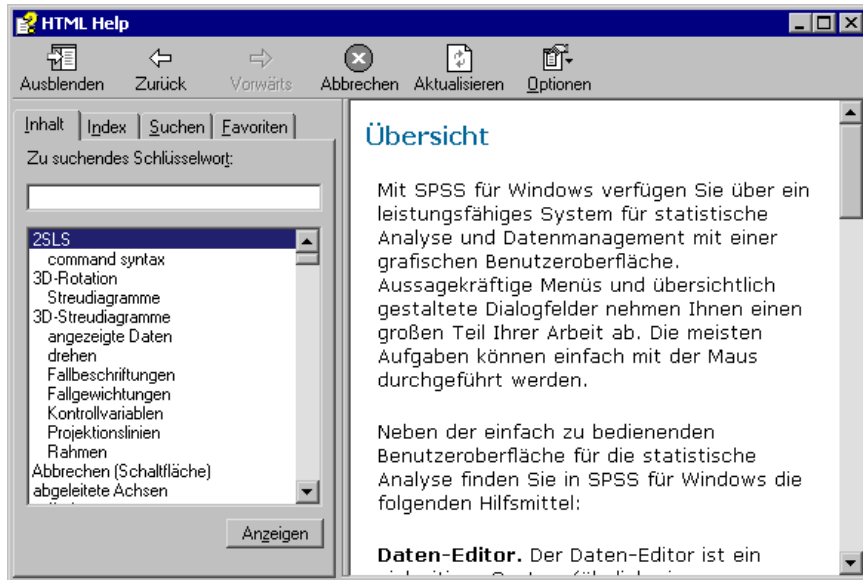 HTML Help
Ausblenden Zurück Vorwärts Abbrechen Aktualisieren Optionen
Inhalt Index Suchen Favoriten
Zu suchendes Schlüsselwort:
2SLS
command syntax
3D-Rotation
Streudiagramme
3D-Streudiagramme
angezeigte Daten
drehen
Fallbeschriftungen
Fallgewichtungen
Kontrollvariablen
Projektionslinien
Rahmen
Abbrechen (Schaltfläche)
abgeleitete Achsen
Anzeigen
Übersicht
Mit SPSS für Windows verfügen Sie über ein
leistungsfähiges System für statistische
Analyse und Datenmanagement mit einer
grafischen Benutzeroberfläche.
Aussagekräftige Menüs und übersichtlich
gestaltete Dialogfelder nehmen Ihnen einen
großen Teil Ihrer Arbeit ab. Die meisten
Aufgaben können einfach mit der Maus
durchgeführt werden.
Neben der einfach zu bedienenden
Benutzeroberfläche für die statistische
Analyse finden Sie in SPSS für Windows die
folgenden Hilfsmittel:
Daten-Editor. Der Daten-Editor ist ein